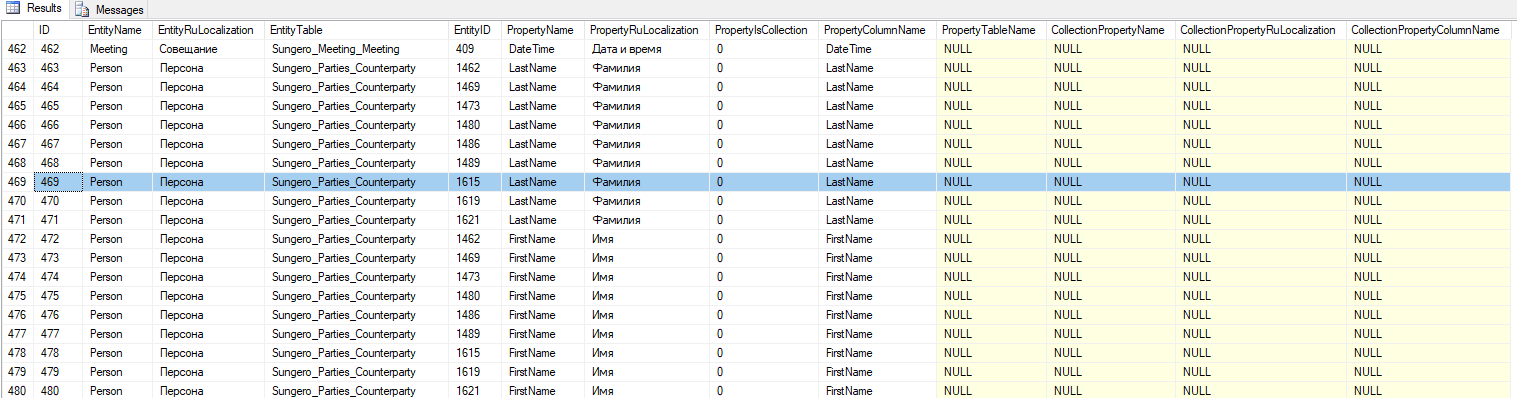 Results Messages
ID EntityName EntityRuLocalization EntityTable EntityID PropertyName PropertyRuLocalization PropertyIsCollection PropertyColumnName PropertyTableName CollectionPropertyName CollectionPropertyRuLocalization CollectionPropertyColumnName
462 462 Meeting Совещание Sungero_Meeting_Meeting 409 DateTime Дата и время 0 DateTime NULL NULL NULL NULL
463 463 Person Персона Sungero_Parties_Counterparty 1462 LastName Фамилия 0 LastName NULL NULL NULL NULL
464 464 Person Персона Sungero_Parties_Counterparty 1469 LastName Фамилия 0 LastName NULL NULL NULL NULL
465 465 Person Персона Sungero_Parties_Counterparty 1473 LastName Фамилия 0 LastName NULL NULL NULL NULL
466 466 Person Персона Sungero_Parties_Counterparty 1480 LastName Фамилия 0 LastName NULL NULL NULL NULL
467 467 Person Персона Sungero_Parties_Counterparty 1486 LastName Фамилия 0 LastName NULL NULL NULL NULL
468 468 Person Персона Sungero_Parties_Counterparty 1489 LastName Фамилия 0 LastName NULL NULL NULL NULL
469 469 Person Персона Sungero_Parties_Counterparty 1615 LastName Фамилия 0 LastName NULL NULL NULL NULL
470 470 Person Персона Sungero_Parties_Counterparty 1619 LastName Фамилия 0 LastName NULL NULL NULL NULL
471 471 Person Персона Sungero_Parties_Counterparty 1621 LastName Фамилия 0 LastName NULL NULL NULL NULL
472 472 Person Персона Sungero_Parties_Counterparty 1462 FirstName Имя 0 FirstName NULL NULL NULL NULL
473 473 Person Персона Sungero_Parties_Counterparty 1469 FirstName Имя 0 FirstName NULL NULL NULL NULL
474 474 Person Персона Sungero_Parties_Counterparty 1473 FirstName Имя 0 FirstName NULL NULL NULL NULL
475 475 Person Персона Sungero_Parties_Counterparty 1480 FirstName Имя 0 FirstName NULL NULL NULL NULL
476 476 Person Персона Sungero_Parties_Counterparty 1486 FirstName Имя 0 FirstName NULL NULL NULL NULL
477 477 Person Персона Sungero_Parties_Counterparty 1489 FirstName Имя 0 FirstName NULL NULL NULL NULL
478 478 Person Персона Sungero_Parties_Counterparty 1615 FirstName Имя 0 FirstName NULL NULL NULL NULL
479 479 Person Персона Sungero_Parties_Counterparty 1619 FirstName Имя 0 FirstName NULL NULL NULL NULL
480 480 Person Персона Sungero_Parties_Counterparty 1621 FirstName Имя 0 FirstName NULL NULL NULL NULL